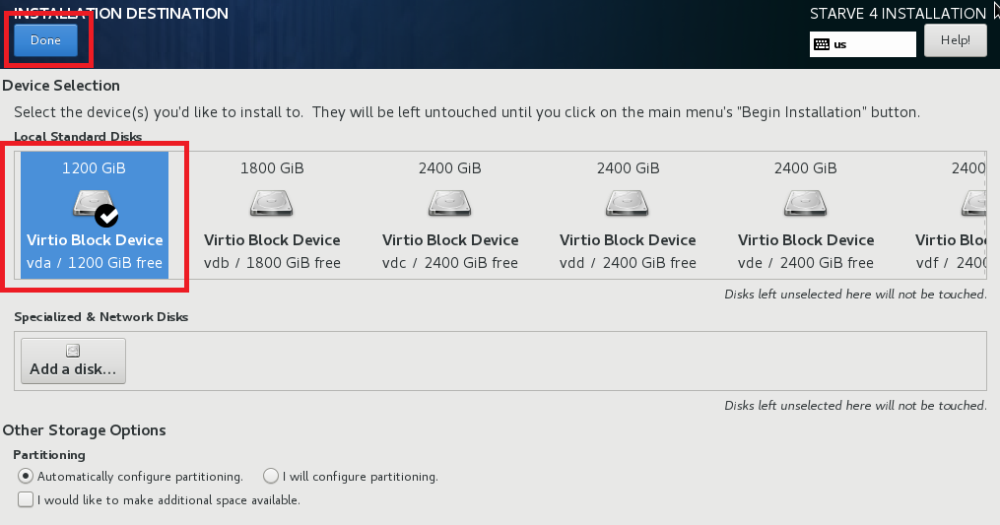 INSTALLATION DESTINATION
STARVE 4 INSTALLATION
Done
us
Help!
Device Selection
Select the device(s) you'd like to install to.  They will be left untouched until you click on the main menu's "Begin Installation" button.
Local Standard Disks
1200 GiB
Virtio Block Device
vda / 1200 GiB free
1800 GiB
Virtio Block Device
vdb / 1800 GiB free
2400 GiB
Virtio Block Device
vdc / 2400 GiB free
2400 GiB
Virtio Block Device
vdd / 2400 GiB free
2400 GiB
Virtio Block Device
vde / 2400 GiB free
2400
Virtio
vdf / 2400
Disks left unselected here will not be touched.
Specialized & Network Disks
Add a disk...
Disks left unselected here will not be touched.
Other Storage Options
Partitioning
Automatically configure partitioning.
I will configure partitioning.
I would like to make additional space available.